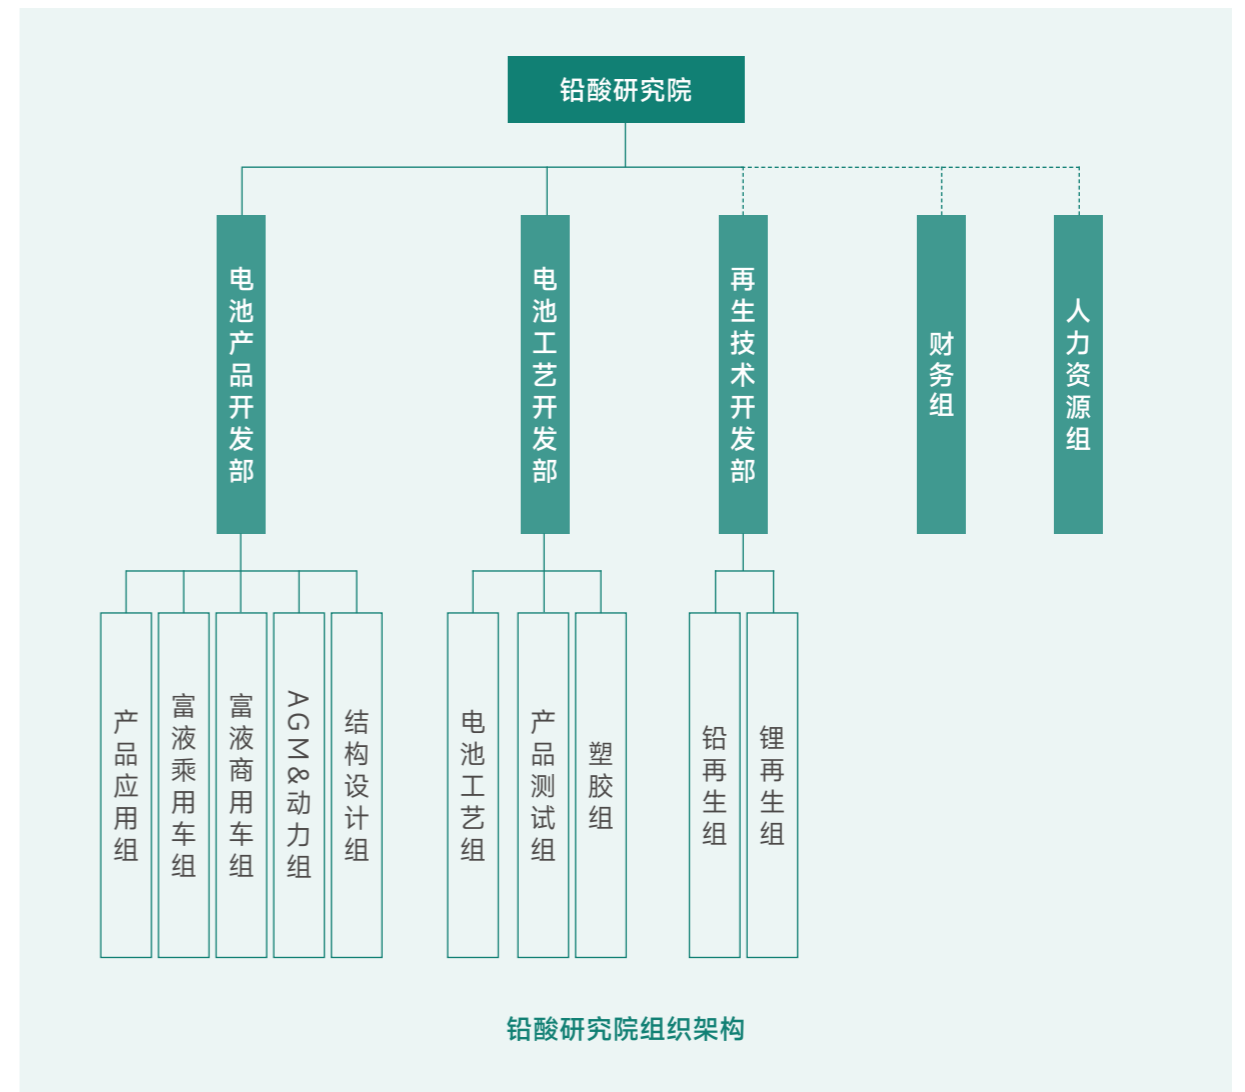 铅酸研究院
电池产品开发部
电池工艺开发部
再生技术开发部
财务组
人力资源组
产品应用组
富液乘用车组
富液商用车组
AGM&动力组
结构设计组
电池工艺组
产品测试组
塑胶组
铅再生组
锂再生组
铅酸研究院组织架构